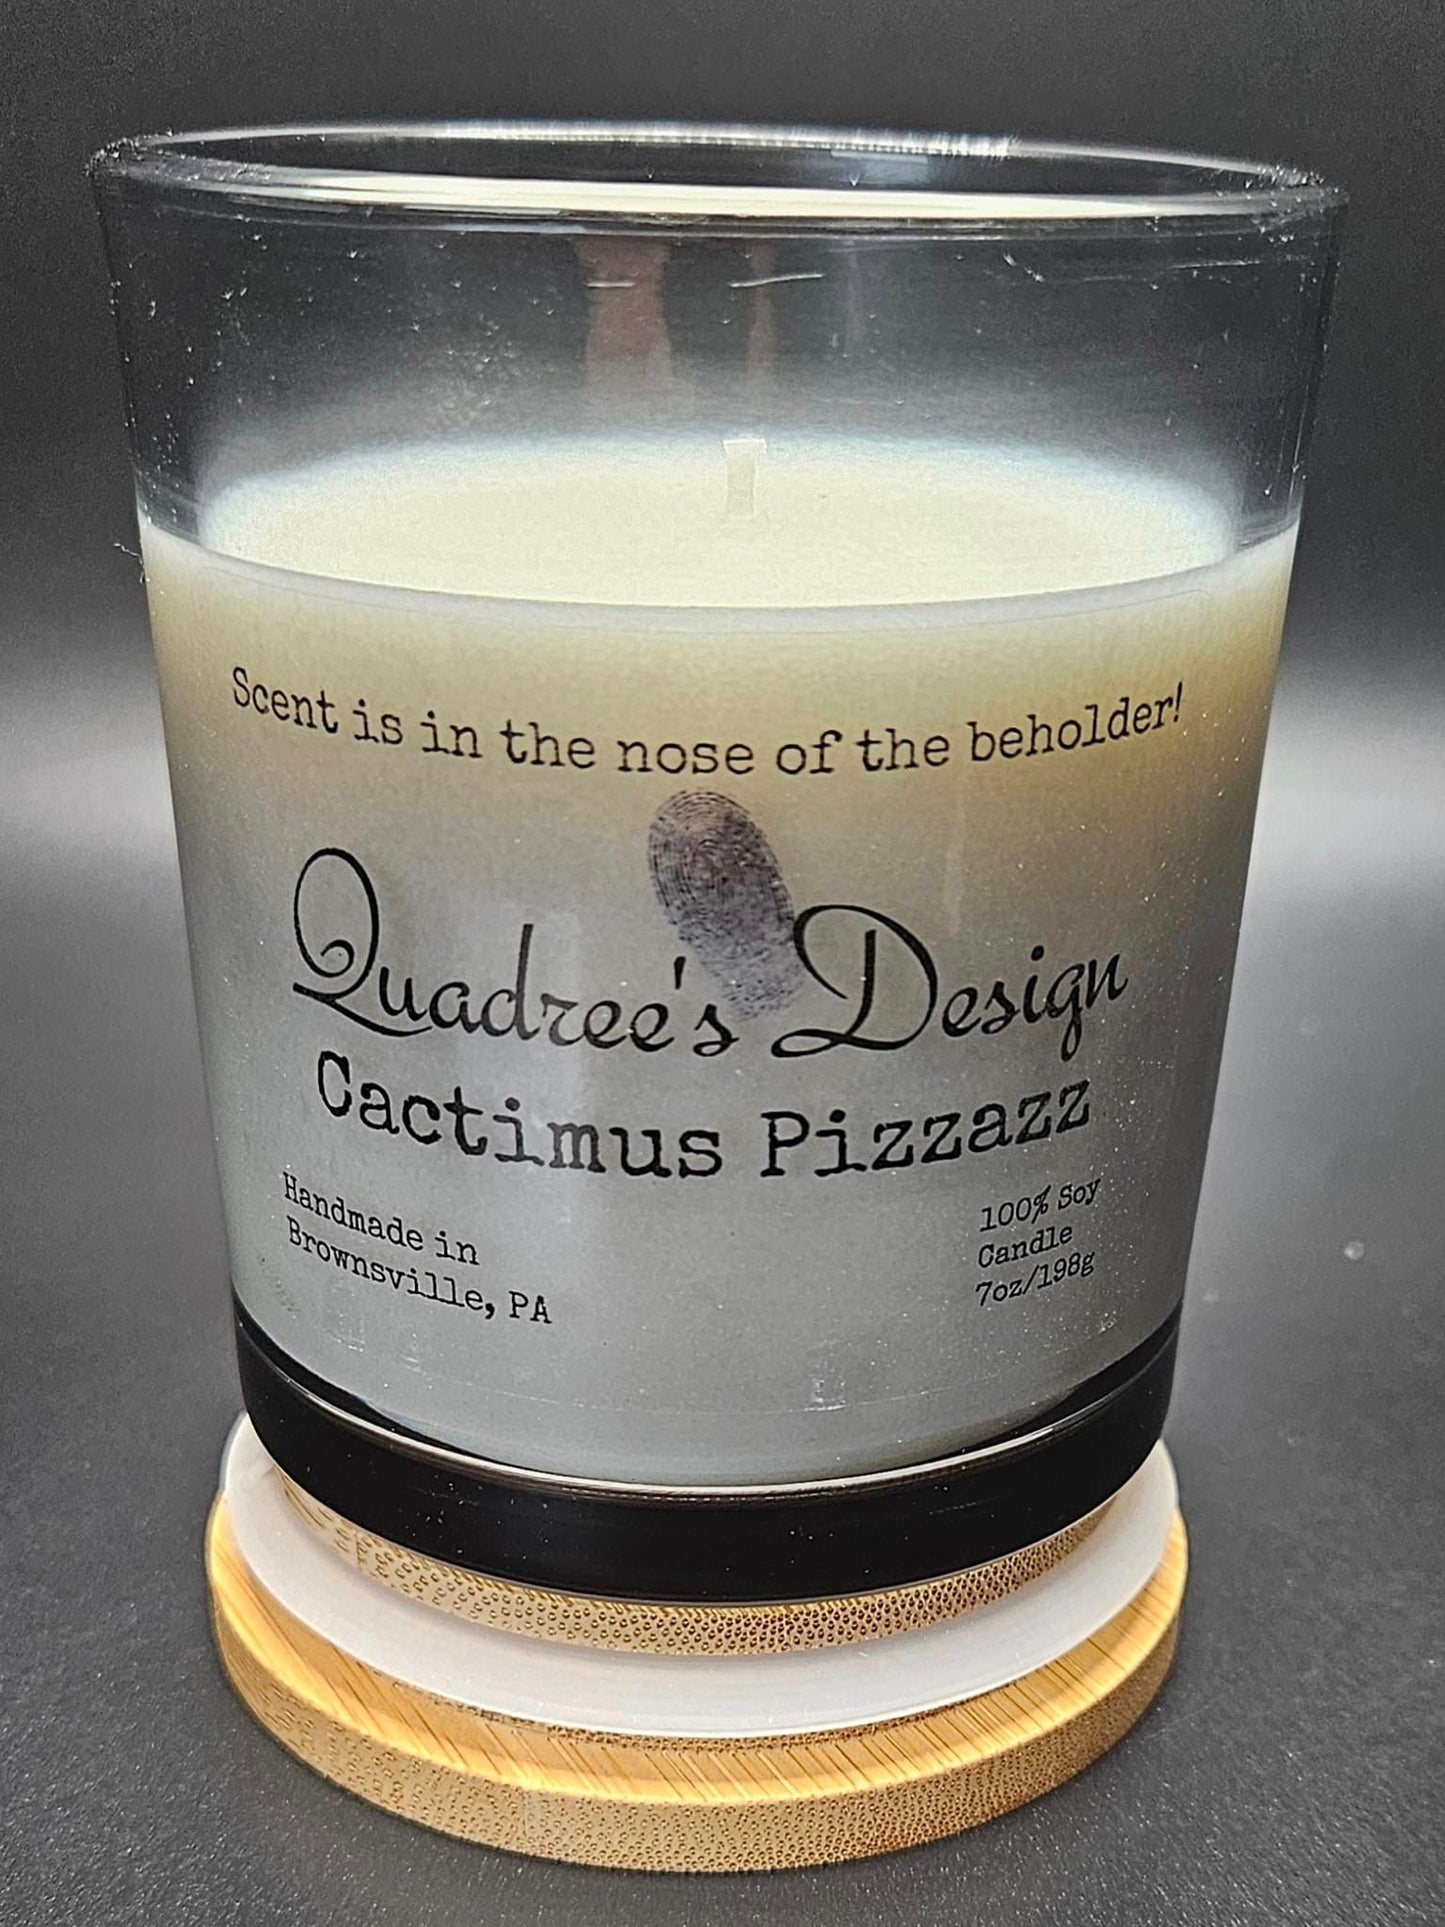 Scent is in the nose of the beholder!
Quadree's Design
Cactimus Pizzazz
Handmade in
Brownsville, PA
100% Soy
Candle
7oz/198g